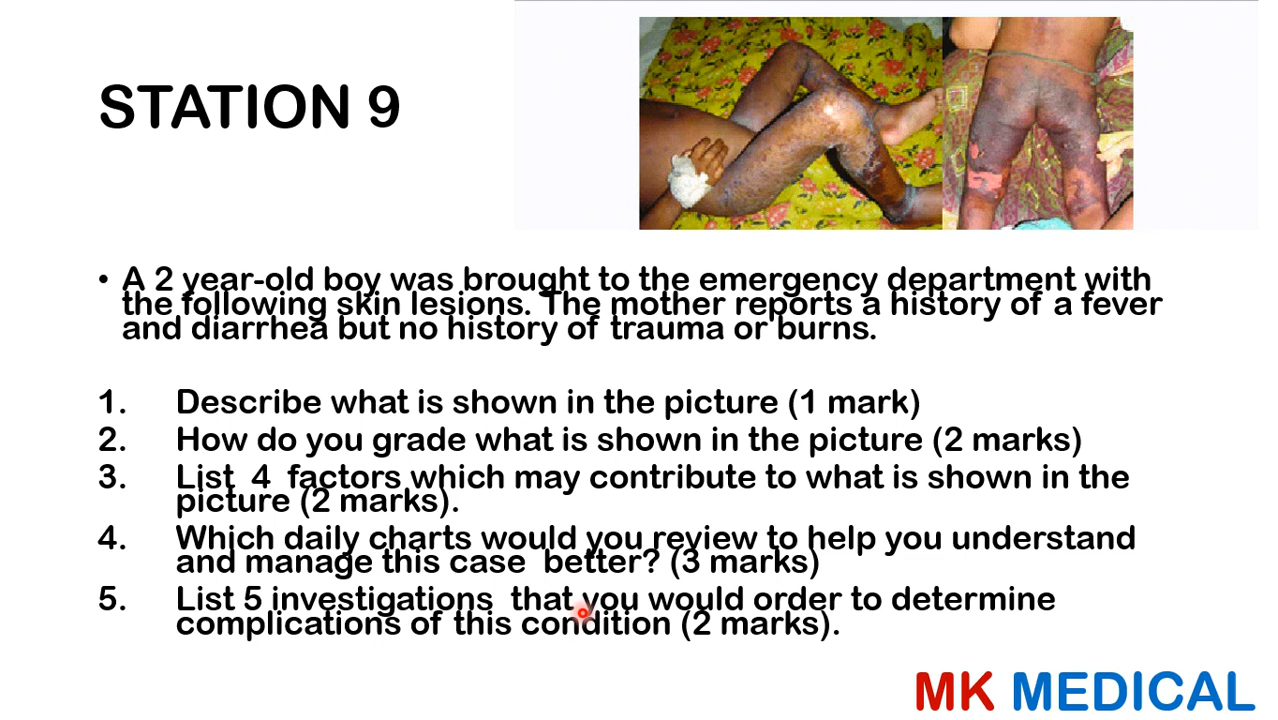 STATION 9
• A 2 year-old boy was brought to the emergency department with
the following skin lesions. The mother reports a history of a fever
and diarrhea but no history of trauma or burns.
1. Describe what is shown in the picture (1 mark)
2. How do you grade what is shown in the picture (2 marks)
3. List 4 factors which may contribute to what is shown in the
picture (2 marks).
4. Which daily charts would you review to help you understand
and manage this case better? (3 marks)
5. List 5 investigations that you would order to determine
complications of this condition (2 marks).
MK MEDICAL